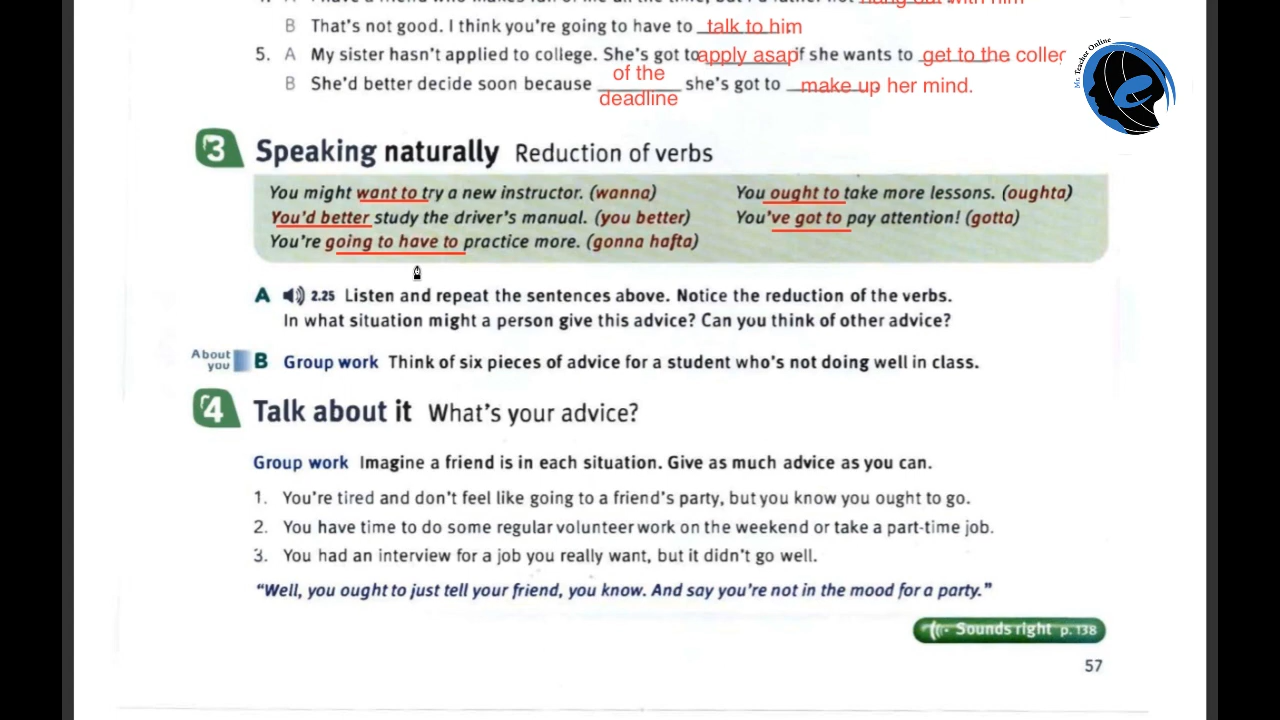 hang out with him
B That's not good. I think you're going to have to talk to him
5. A My sister hasn't applied to college. She's got to apply asap if she wants to get to the colleg
B She'd better decide soon because of the deadline she's got to make up her mind.
3 Speaking naturally Reduction of verbs
You might want to try a new instructor. (wanna) You ought to take more lessons. (oughta)
You'd better study the driver's manual. (you better) You've got to pay attention! (gotta)
You're going to have to practice more. (gonna hafta)
A 2.25 Listen and repeat the sentences above. Notice the reduction of the verbs.
In what situation might a person give this advice? Can you think of other advice?
About you B Group work Think of six pieces of advice for a student who's not doing well in class.
4 Talk about it What's your advice?
Group work Imagine a friend is in each situation. Give as much advice as you can.
1. You're tired and don't feel like going to a friend's party, but you know you ought to go.
2. You have time to do some regular volunteer work on the weekend or take a part-time job.
3. You had an interview for a job you really want, but it didn't go well.
"Well, you ought to just tell your friend, you know. And say you're not in the mood for a party."
Sounds right p. 138
57
Mr. Teacher Online